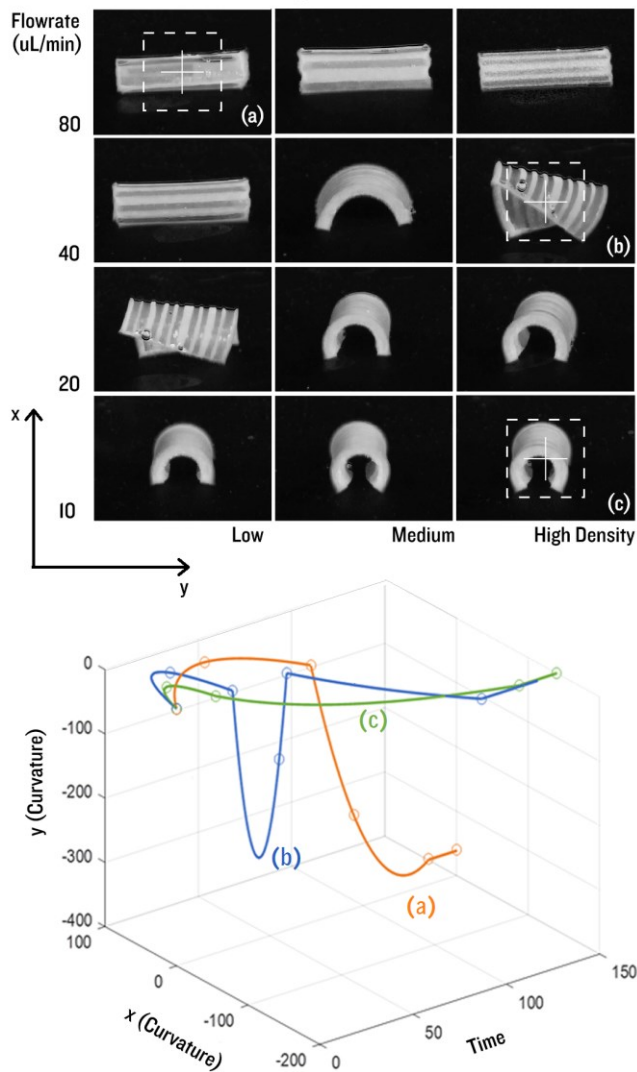 Flowrate
(uL/min)
80
(a)
40
(b)
20
x
10
(c)
Low
Medium
High Density
y
0
-100
-200
-300
-400
y (Curvature)
100
0
-100
-200
x (Curvature)
0
50
100
150
Time
(a)
(b)
(c)